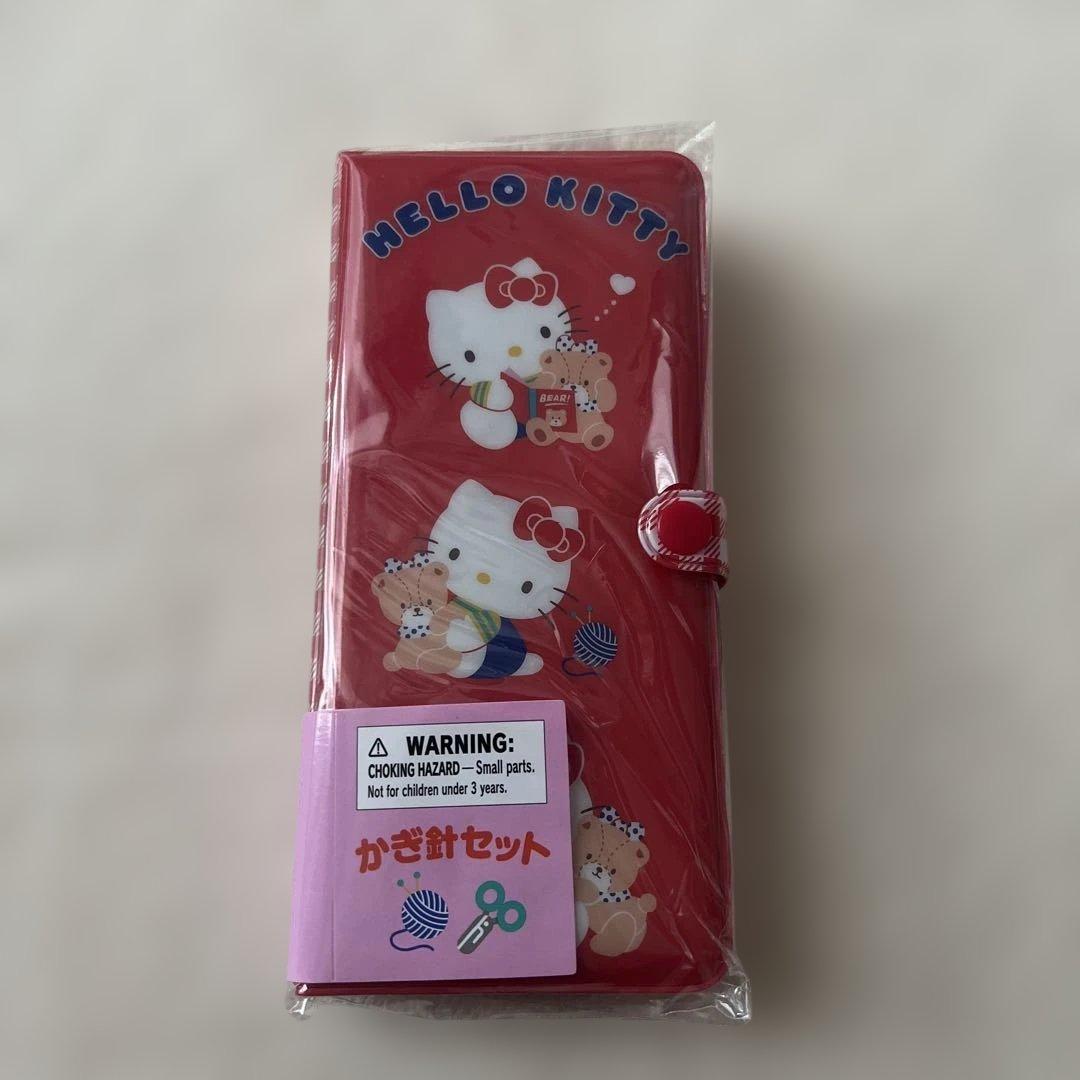 HELLO KITTY
BEAR!
WARNING:
CHOKING HAZARD — Small parts.
Not for children under 3 years.
かぎ針セット